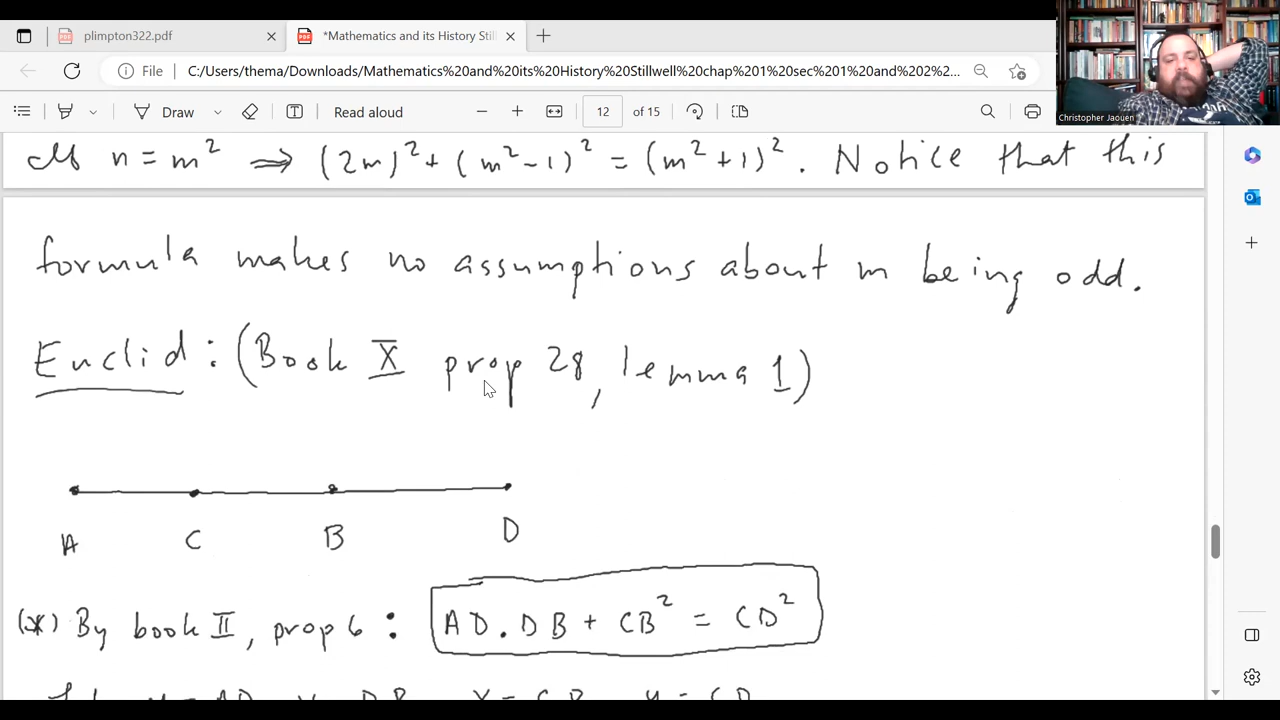 plimpton322.pdf
*Mathematics and its History Still
File
C:/Users/thema/Downloads/Mathematics%20and%20its%20History%20Stillwell%20chap%201%20sec%201%20and%202%2...
Draw
Read aloud
12 of 15
Christopher Jaouen
If n = m² ⇒ (2m)² + (m² - 1)² = (m² + 1)². Notice that this
formula makes no assumptions about m being odd.
Euclid: (Book X prop 28, lemma 1)
A C B D
(*) By book II, prop 6 : AD . DB + CB² = CD²